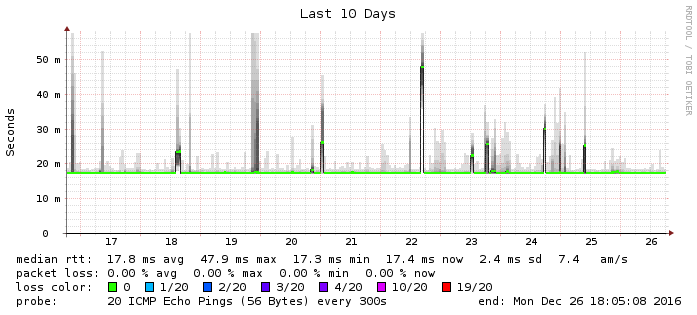 Last 10 Days
RRDTOOL / TOBI OETIKER
Seconds
50 m
40 m
30 m
20 m
10 m
0
17 18 19 20 21 22 23 24 25 26
median rtt: 17.8 ms avg 47.9 ms max 17.3 ms min 17.4 ms now 2.4 ms sd 7.4 am/s
packet loss: 0.00 % avg 0.00 % max 0.00 % min 0.00 % now
loss color: 0 1/20 2/20 3/20 4/20 10/20 19/20
probe: 20 ICMP Echo Pings (56 Bytes) every 300s end: Mon Dec 26 18:05:08 2016